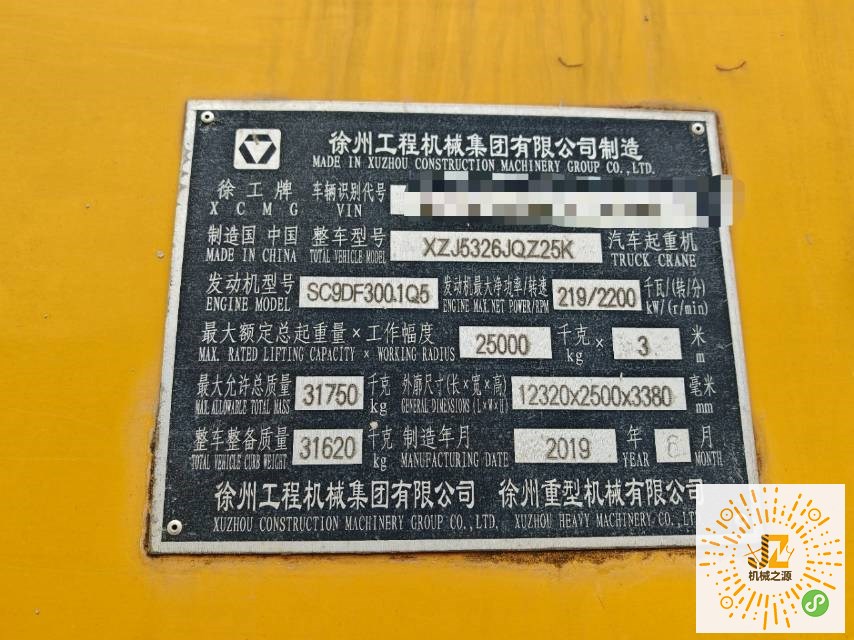 徐州工程机械集团有限公司制造
MADE IN XUZHOU CONSTRUCTION MACHINERY GROUP CO.,LTD.
徐工牌 车辆识别代号
XCMG VIN
制造国 中国 整车型号 XZJ5326JQZ25K 汽车起重机
MADE IN CHINA TOTAL VEHICLE MODEL TRUCK CRANE
发动机型号 SC9DF300.1Q5 发动机最大净功率/转速 219/2200 千瓦/(转/分)
ENGINE MODEL ENGINE MAX.NET POWER/RPM kW/(r/min)
最大额定总起重量×工作幅度 25000 千克 × 3 米
MAX. RATED LIFTING CAPACITY × WORKING RADIUS kg m
最大允许总质量 31750 千克 外廓尺寸(长×宽×高) 12320x2500x3380 毫米
MAX. ALLOWABLE TOTAL MASS kg GENERAL DIMENSIONS (L×W×H) mm
整车整备质量 31620 千克 制造年月 2019 年 6 月
TOTAL VEHICLE CURB WEIGHT kg MANUFACTURING DATE YEAR MONTH
徐州工程机械集团有限公司 徐州重型机械有限公司
XUZHOU CONSTRUCTION MACHINERY GROUP CO.,LTD. XUZHOU HEAVY MACHINERY CO.,LT
JZ
机械之源